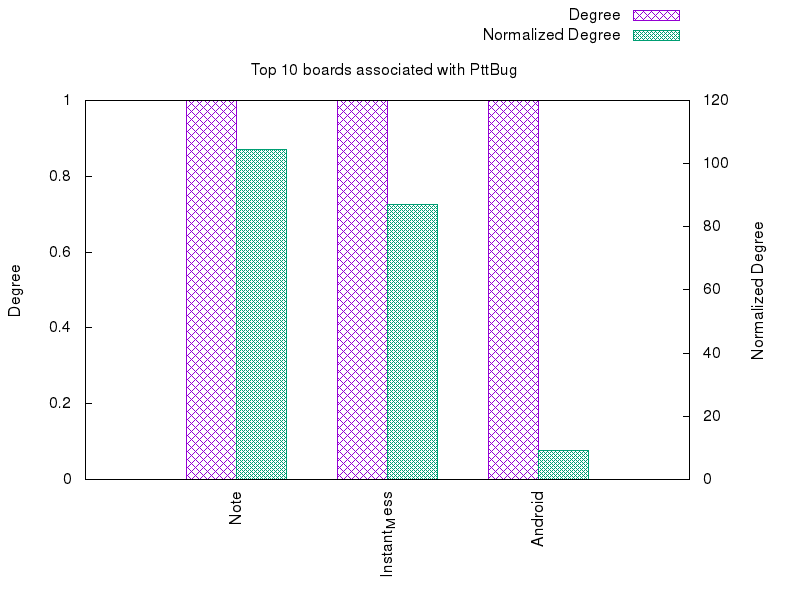 Degree
Normalized Degree
Top 10 boards associated with PttBug
1
0.8
0.6
0.4
0.2
0
120
100
80
60
40
20
0
Degree
Normalized Degree
Note
InstantMess
Android